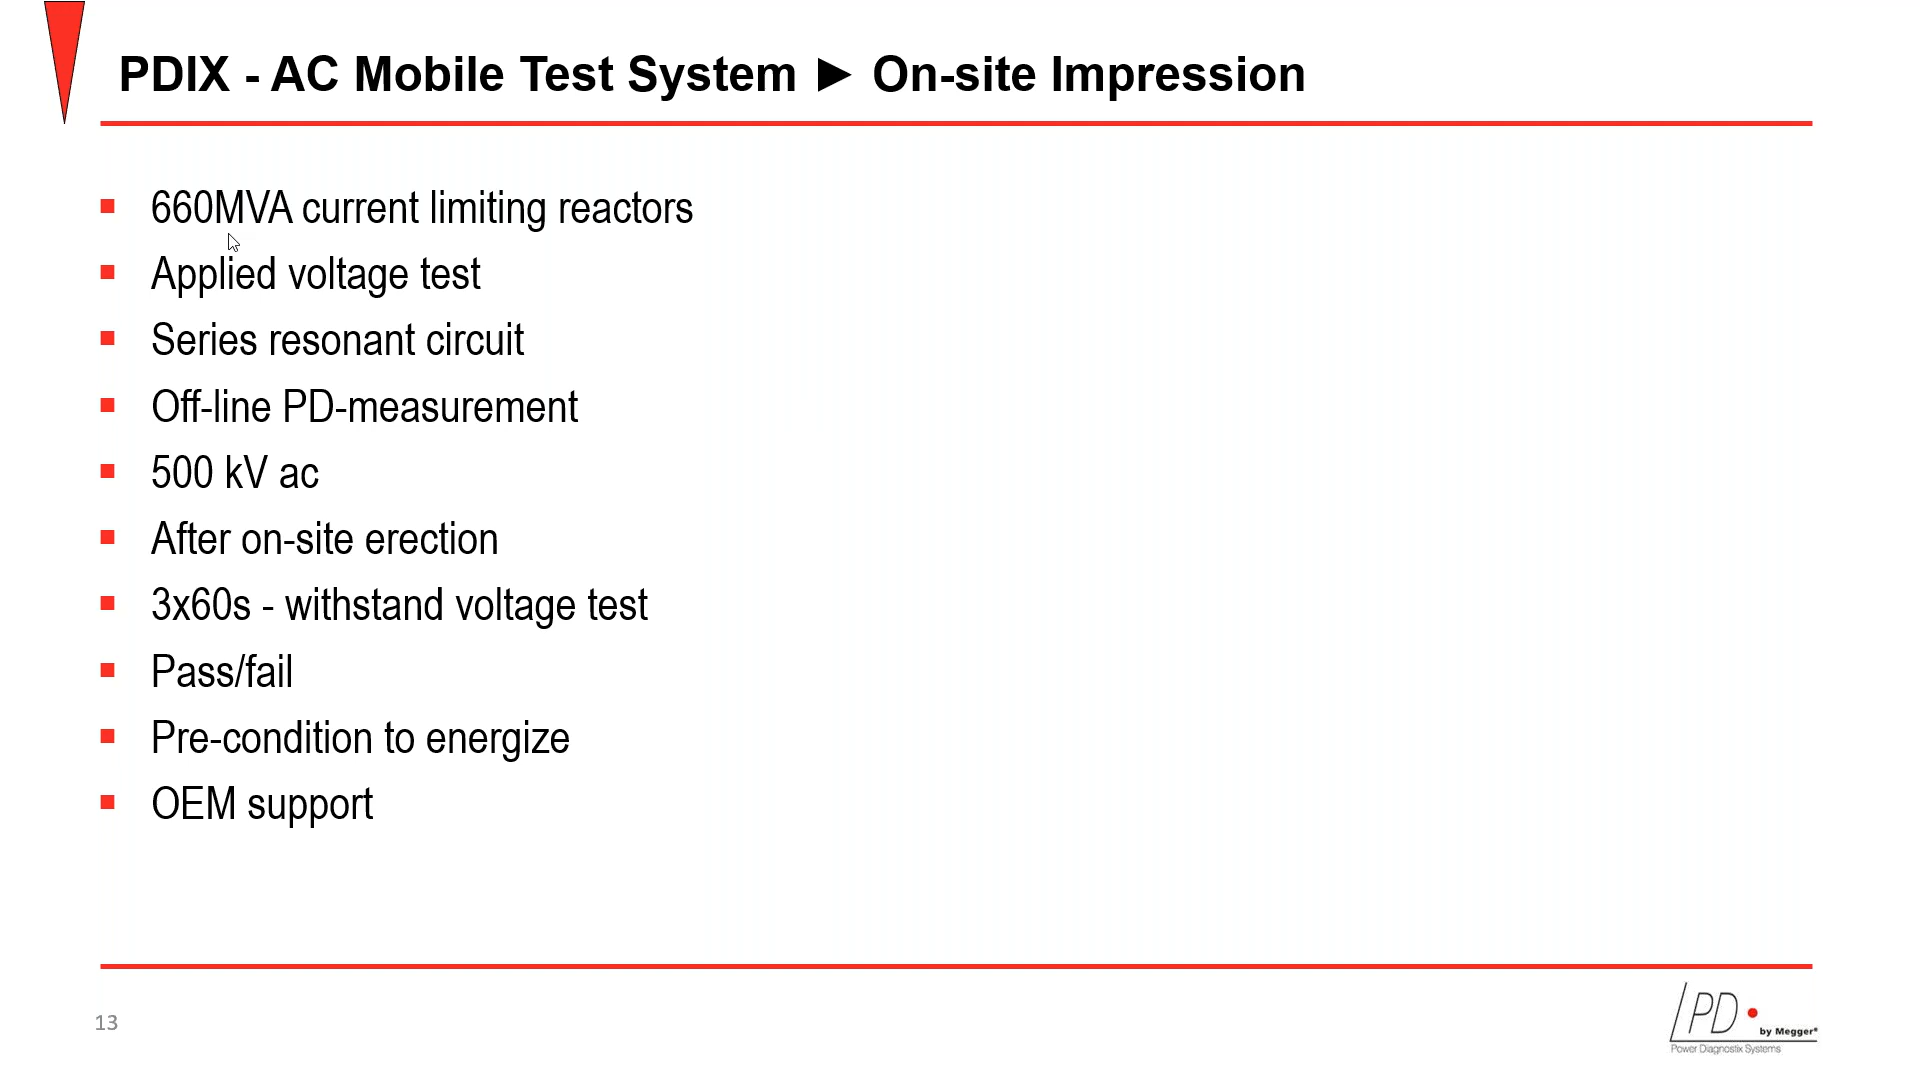 PDIX - AC Mobile Test System ► On-site Impression
660MVA current limiting reactors
Applied voltage test
Series resonant circuit
Off-line PD-measurement
500 kV ac
After on-site erection
3x60s - withstand voltage test
Pass/fail
Pre-condition to energize
OEM support
13
PD
by Megger®
Power Diagnostix Systems